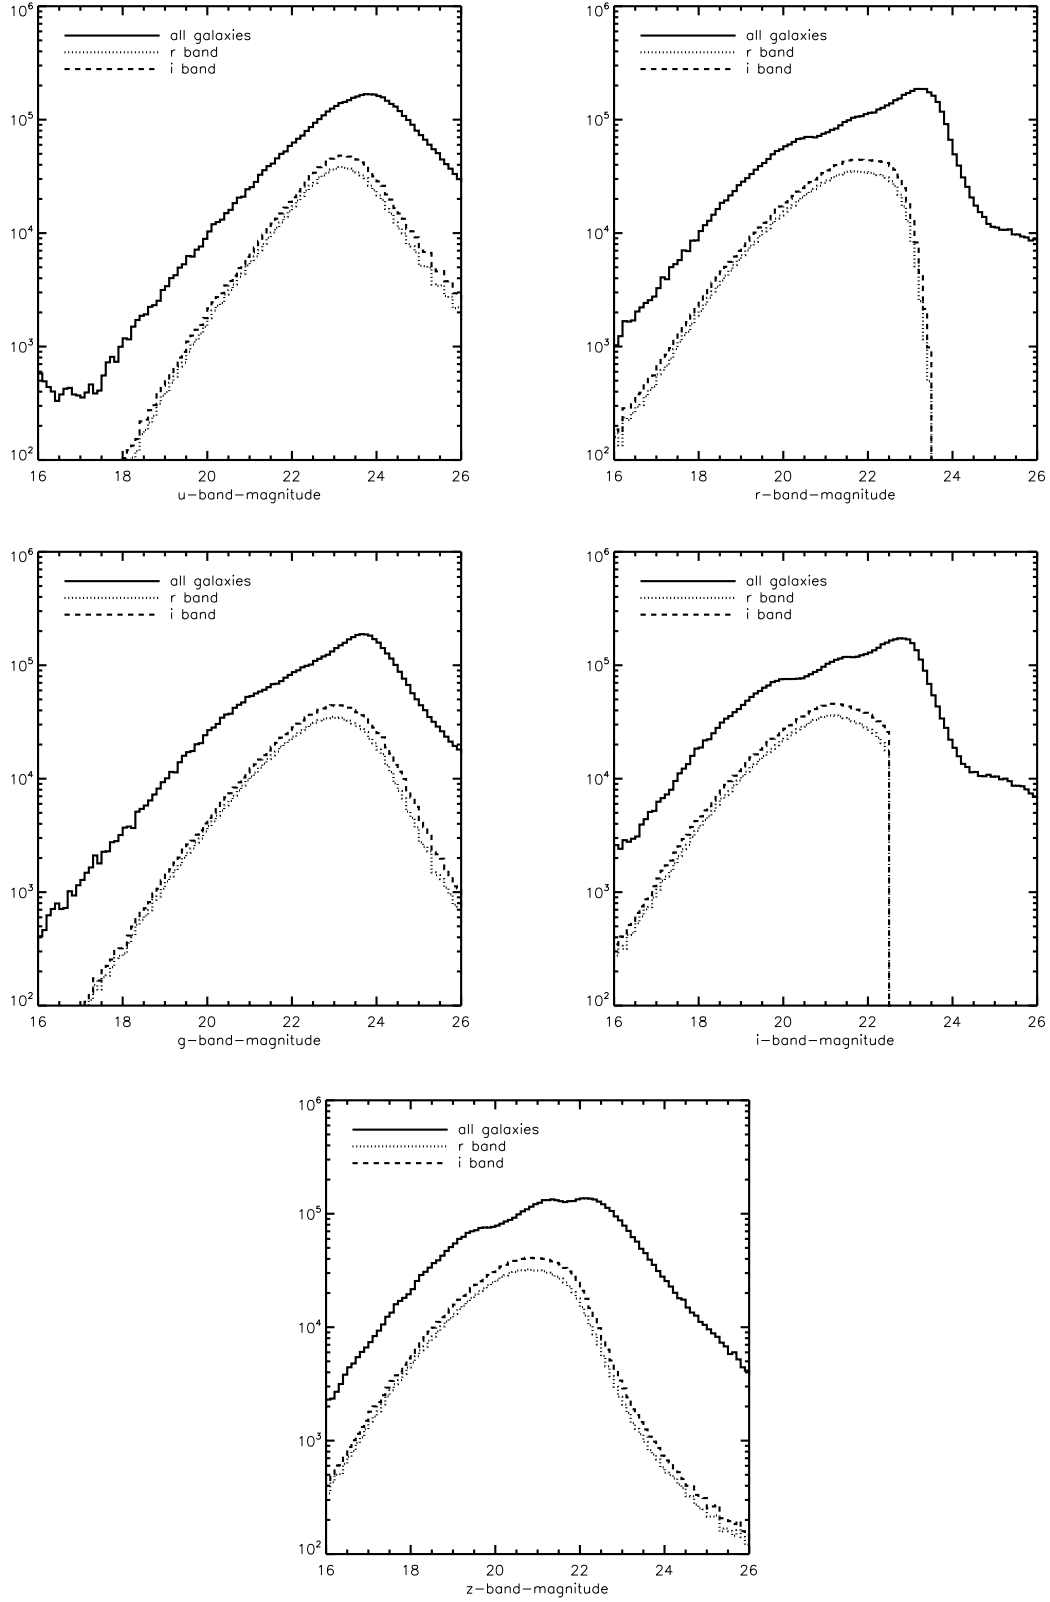 10^6
10^5
10^4
10^3
10^2
all galaxies
r band
i band
16 18 20 22 24 26
u-band-magnitude
10^6
10^5
10^4
10^3
10^2
all galaxies
r band
i band
16 18 20 22 24 26
r-band-magnitude
10^6
10^5
10^4
10^3
10^2
all galaxies
r band
i band
16 18 20 22 24 26
g-band-magnitude
10^6
10^5
10^4
10^3
10^2
all galaxies
r band
i band
16 18 20 22 24 26
i-band-magnitude
10^6
10^5
10^4
10^3
10^2
all galaxies
r band
i band
16 18 20 22 24 26
z-band-magnitude